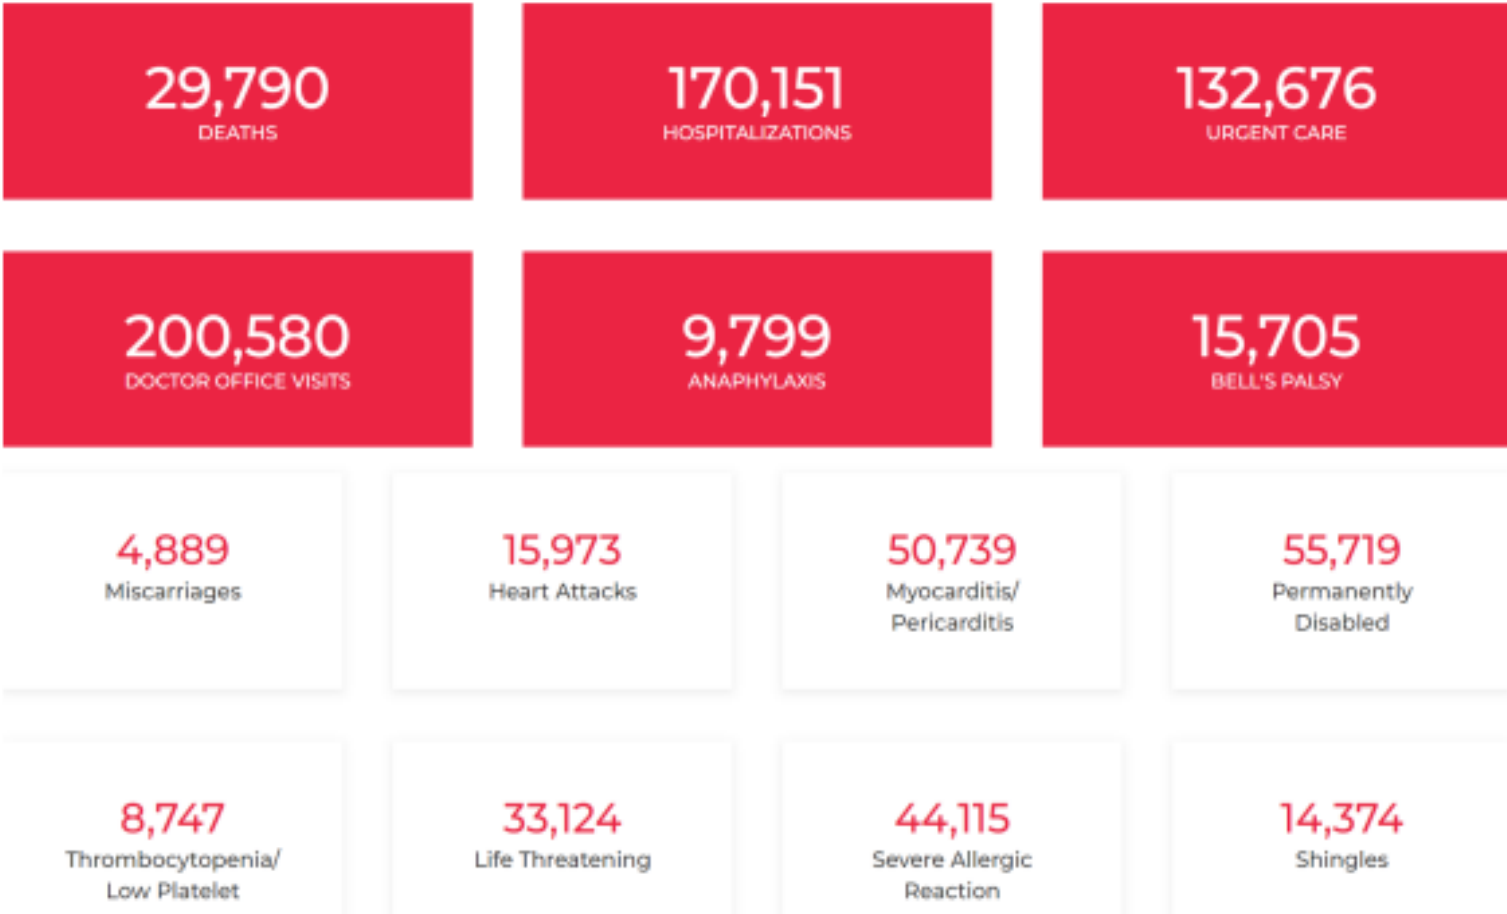 29,790
DEATHS
170,151
HOSPITALIZATIONS
132,676
URGENT CARE
200,580
DOCTOR OFFICE VISITS
9,799
ANAPHYLAXIS
15,705
BELL'S PALSY
4,889
Miscarriages
15,973
Heart Attacks
50,739
Myocarditis/
Pericarditis
55,719
Permanently
Disabled
8,747
Thrombocytopenia/
Low Platelet
33,124
Life Threatening
44,115
Severe Allergic
Reaction
14,374
Shingles